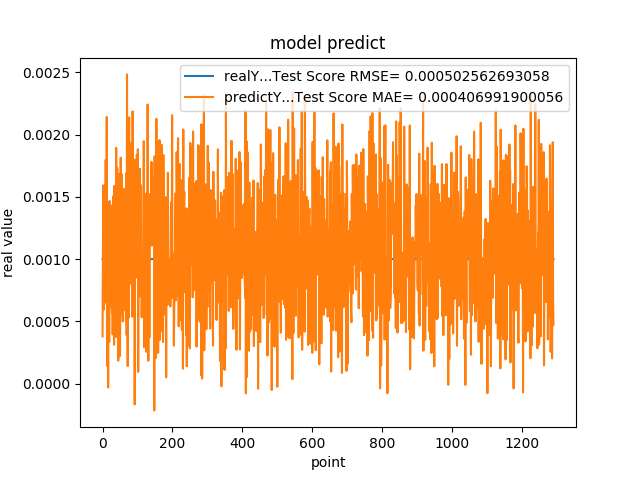 model predict
realY...Test Score RMSE= 0.000502562693058
predictY...Test Score MAE= 0.000406991900056
0.0025
0.0020
0.0015
0.0010
0.0005
0.0000
real value
0 200 400 600 800 1000 1200
point